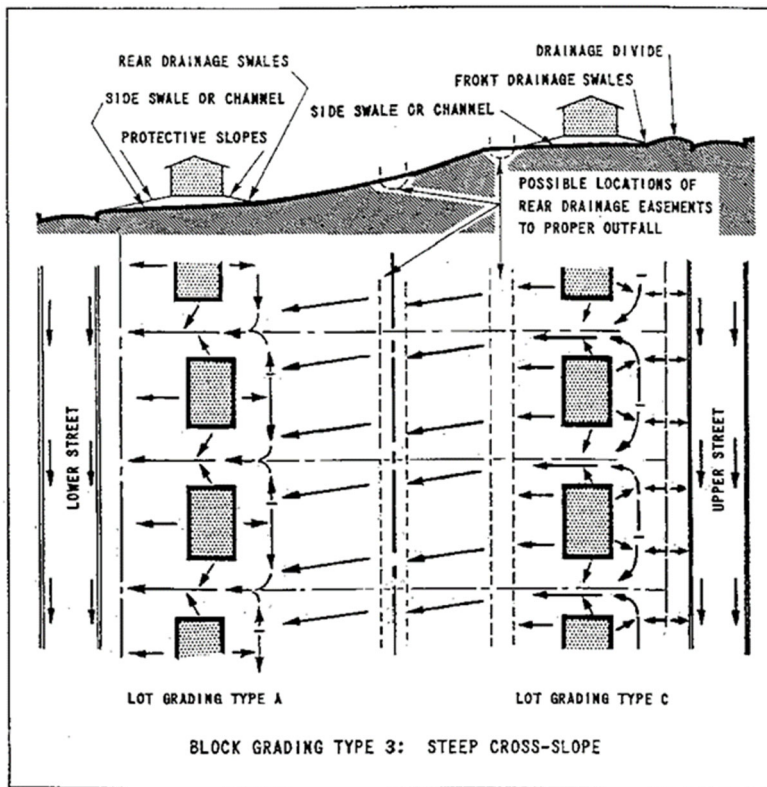 DRAINAGE DIVIDE
REAR DRAINAGE SWALES
FRONT DRAINAGE SWALES
SIDE SWALE OR CHANNEL
SIDE SWALE OR CHANNEL
PROTECTIVE SLOPES
POSSIBLE LOCATIONS OF
REAR DRAINAGE EASEMENTS
TO PROPER OUTFALL
LOWER STREET
UPPER STREET
LOT GRADING TYPE A
LOT GRADING TYPE C
BLOCK GRADING TYPE 3: STEEP CROSS-SLOPE